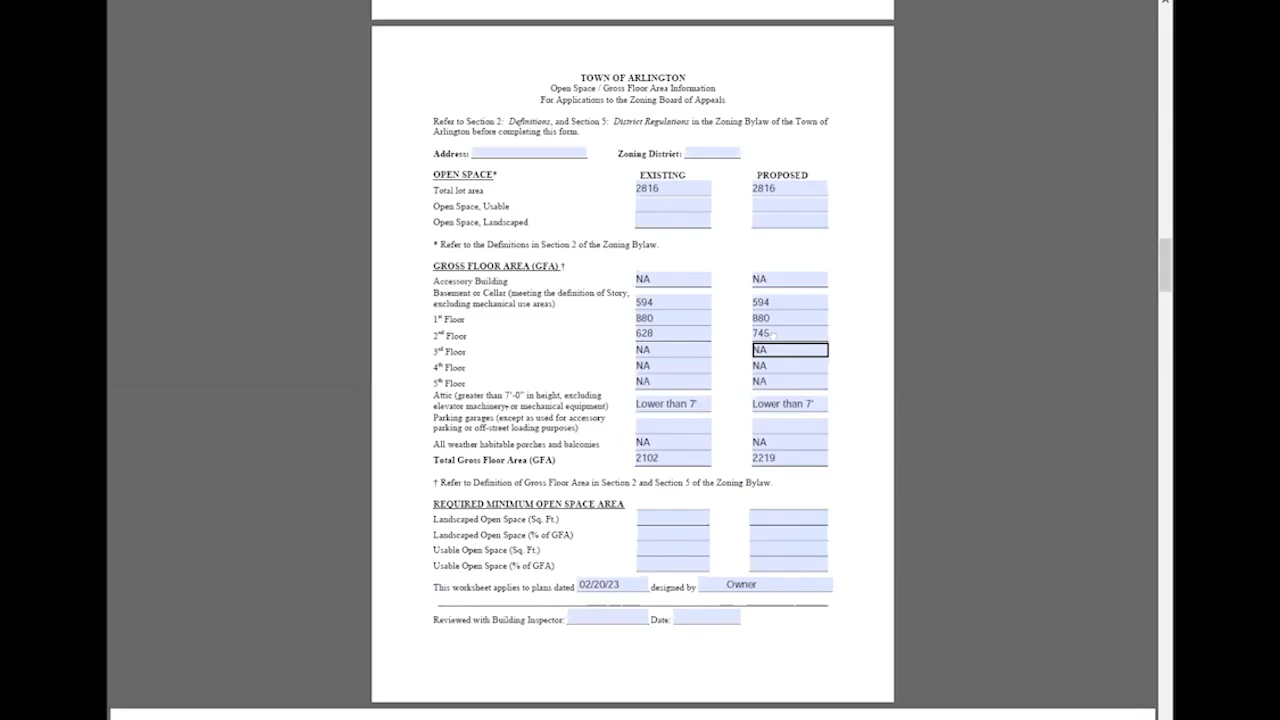 TOWN OF ARLINGTON
Open Space / Gross Floor Area Information
For Applications to the Zoning Board of Appeals
Refer to Section 2: Definitions, and Section 5: District Regulations in the Zoning Bylaw of the Town of
Arlington before completing this form.
Address: Zoning District:
OPEN SPACE* EXISTING PROPOSED
Total lot area 2816 2816
Open Space, Usable
Open Space, Landscaped
* Refer to the Definitions in Section 2 of the Zoning Bylaw.
GROSS FLOOR AREA (GFA) †
Accessory Building NA NA
Basement or Cellar (meeting the definition of Story,
excluding mechanical use areas) 594 594
1st Floor 880 880
2nd Floor 628 745
3rd Floor NA NA
4th Floor NA NA
5th Floor NA NA
Attic (greater than 7'-0" in height, excluding
elevator machinery, or mechanical equipment) Lower than 7' Lower than 7'
Parking garages (except as used for accessory
parking or off-street loading purposes)
All weather habitable porches and balconies NA NA
Total Gross Floor Area (GFA) 2102 2219
† Refer to Definition of Gross Floor Area in Section 2 and Section 5 of the Zoning Bylaw.
REQUIRED MINIMUM OPEN SPACE AREA
Landscaped Open Space (Sq. Ft.)
Landscaped Open Space (% of GFA)
Usable Open Space (Sq. Ft.)
Usable Open Space (% of GFA)
This worksheet applies to plans dated 02/20/23 designed by Owner
Reviewed with Building Inspector: Date: